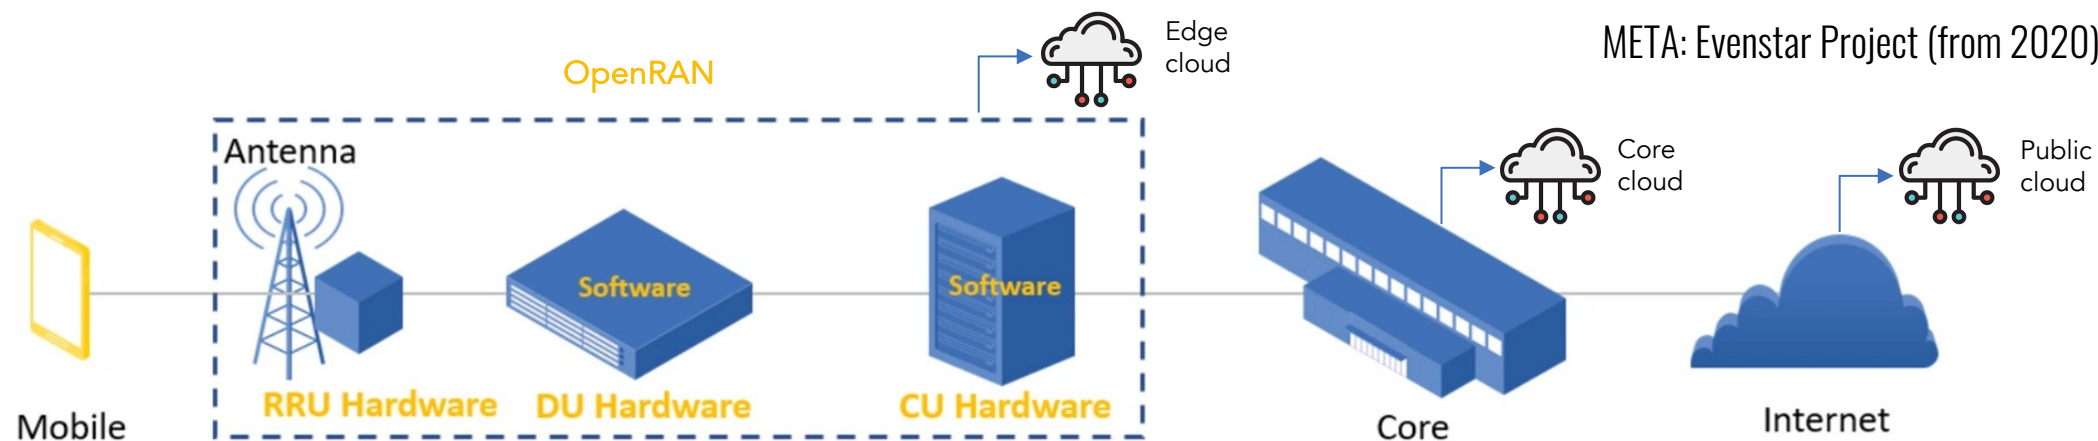 META: Evenstar Project (from 2020)
OpenRAN
Edge
cloud
Antenna
Core
cloud
Public
cloud
Software
Software
RRU Hardware
DU Hardware
CU Hardware
Mobile
Core
Internet